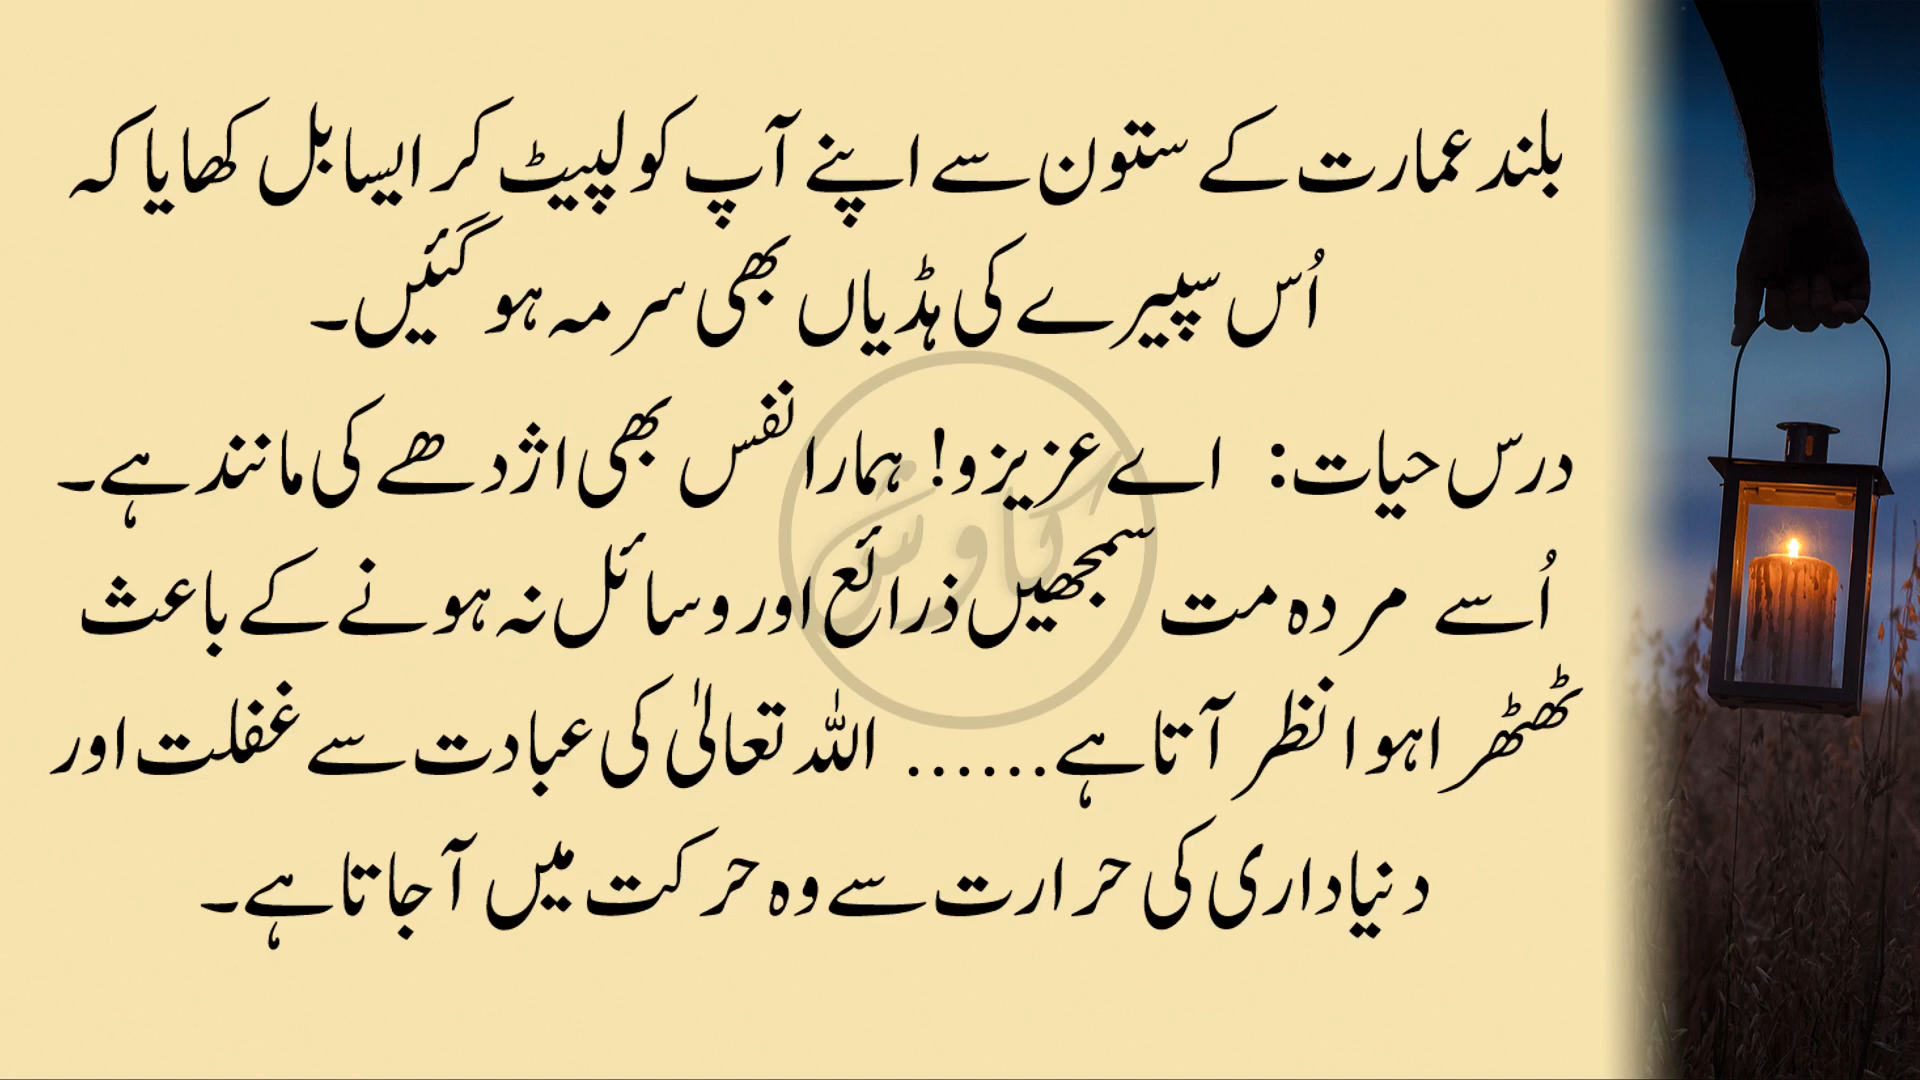 بلند عمارت کے ستون سے اپنے آپ کو لپیٹ کر ایسا بل کھایا کہ
اُس سپیرے کی ہڈیاں بھی سرمہ ہو گئیں۔
درس حیات: اے عزیزو! ہمارا نفس بھی اژدھے کی مانند ہے۔
اُسے مردہ مت سمجھیں ذرائع اور وسائل نہ ہونے کے باعث
ٹھٹھرا ہوا نظر آتا ہے...... اللہ تعالیٰ کی عبادت سے غفلت اور
دنیاداری کی حرارت سے وہ حرکت میں آ جاتا ہے۔
کاوش